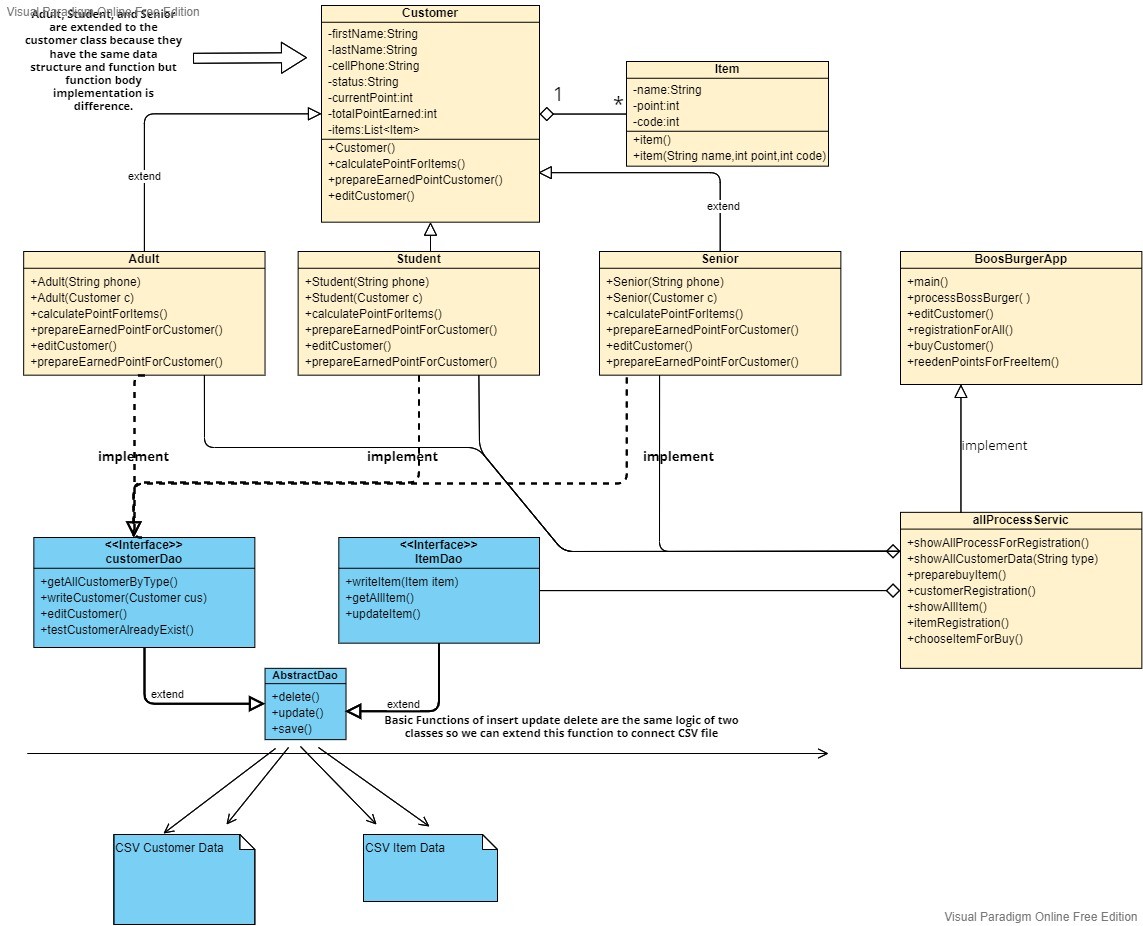 Visual Paradigm Online Free Edition
Adult, Student, and Senior
are extended to the
customer class because they
have the same data
structure and function but
function body
implementation is
difference.
Customer
-firstName:String
-lastName:String
-cellPhone:String
-status:String
-currentPoint:int
-totalPointEarned:int
-items:List<Item>
+Customer()
+calculatePointForItems()
+prepareEarnedPointCustomer()
+editCustomer()
1
*
Item
-name:String
-point:int
-code:int
+item()
+item(String name,int point,int code)
extend
extend
Adult
+Adult(String phone)
+Adult(Customer c)
+calculatePointForItems()
+prepareEarnedPointForCustomer()
+editCustomer()
+prepareEarnedPointForCustomer()
Student
+Student(String phone)
+Student(Customer c)
+calculatePointForItems()
+prepareEarnedPointForCustomer()
+editCustomer()
+prepareEarnedPointForCustomer()
Senior
+Senior(String phone)
+Senior(Customer c)
+calculatePointForItems()
+prepareEarnedPointForCustomer()
+editCustomer()
+prepareEarnedPointForCustomer()
BoosBurgerApp
+main()
+processBossBurger( )
+editCustomer()
+registrationForAll()
+buyCustomer()
+reedenPointsForFreeItem()
implement
implement
implement
implement
<<Interface>>
customerDao
+getAllCustomerByType()
+writeCustomer(Customer cus)
+editCustomer()
+testCustomerAlreadyExist()
<<Interface>>
ItemDao
+writeItem(Item item)
+getAllItem()
+updateItem()
allProcessServic
+showAllProcessForRegistration()
+showAllCustomerData(String type)
+preparebuyItem()
+customerRegistration()
+showAllItem()
+itemRegistration()
+chooseItemForBuy()
extend
AbstractDao
+delete()
+update()
+save()
extend
Basic Functions of insert update delete are the same logic of two
classes so we can extend this function to connect CSV file
CSV Customer Data
CSV Item Data
Visual Paradigm Online Free Edition